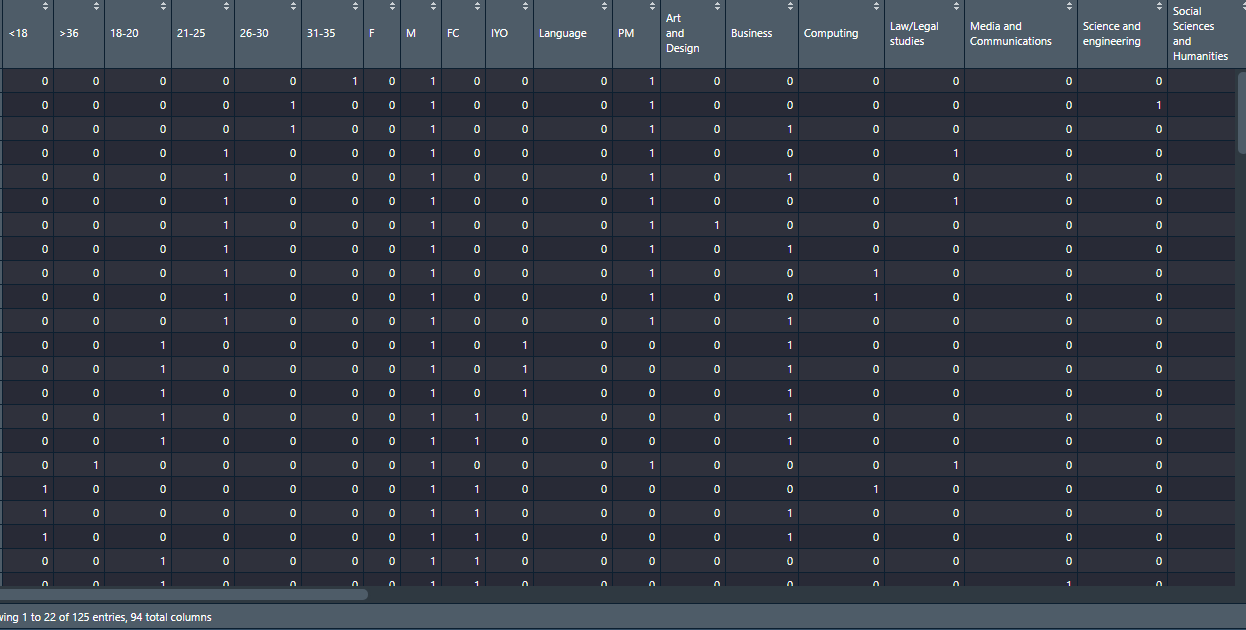 <18 >36 18-20 21-25 26-30 31-35 F M FC IYO Language PM
Art
and
Design
Business Computing
Law/Legal
studies
Media and
Communications
Science and
engineering
Social
Sciences
and
Humanities
0 0 0 0 0 1 0 1 0 0 0 1 0 0 0 0 0 0
0 0 0 0 1 0 0 1 0 0 0 1 0 0 0 0 0 1
0 0 0 0 1 0 0 1 0 0 0 1 0 1 0 0 0 0
0 0 0 1 0 0 0 1 0 0 0 1 0 0 0 1 0 0
0 0 0 1 0 0 0 1 0 0 0 1 0 1 0 0 0 0
0 0 0 1 0 0 0 1 0 0 0 1 0 0 0 1 0 0
0 0 0 1 0 0 0 1 0 0 0 1 1 0 0 0 0 0
0 0 0 1 0 0 0 1 0 0 0 1 0 1 0 0 0 0
0 0 0 1 0 0 0 1 0 0 0 1 0 0 1 0 0 0
0 0 0 1 0 0 0 1 0 0 0 1 0 0 1 0 0 0
0 0 0 1 0 0 0 1 0 0 0 1 0 1 0 0 0 0
0 0 1 0 0 0 0 1 0 1 0 0 0 1 0 0 0 0
0 0 1 0 0 0 0 1 0 1 0 0 0 1 0 0 0 0
0 0 1 0 0 0 0 1 0 1 0 0 0 1 0 0 0 0
0 0 1 0 0 0 0 1 1 0 0 0 0 1 0 0 0 0
0 0 1 0 0 0 0 1 1 0 0 0 0 1 0 0 0 0
0 1 0 0 0 0 0 1 0 0 0 1 0 0 0 1 0 0
1 0 0 0 0 0 0 1 1 0 0 0 0 0 1 0 0 0
1 0 0 0 0 0 0 1 1 0 0 0 0 1 0 0 0 0
1 0 0 0 0 0 0 1 1 0 0 0 0 1 0 0 0 0
0 0 1 0 0 0 0 1 1 0 0 0 0 0 0 0 0 0
0 0 1 0 0 0 0 1 1 0 0 0 0 0 0 0 1 0
wing 1 to 22 of 125 entries, 94 total columns